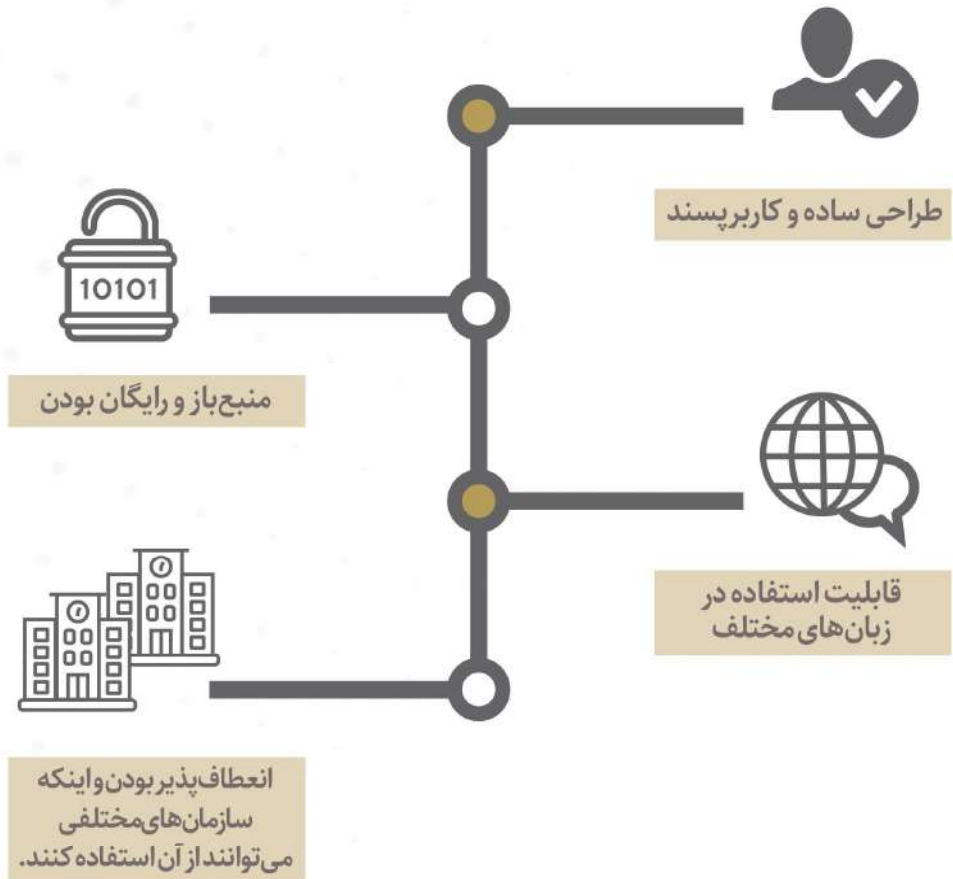 طراحی ساده و کاربرپسند
10101
منبع‌باز و رایگان بودن
قابلیت استفاده در
زبان‌های مختلف
انعطاف‌پذیر بودن و اینکه
سازمان‌های مختلفی
می‌توانند از آن استفاده کنند.